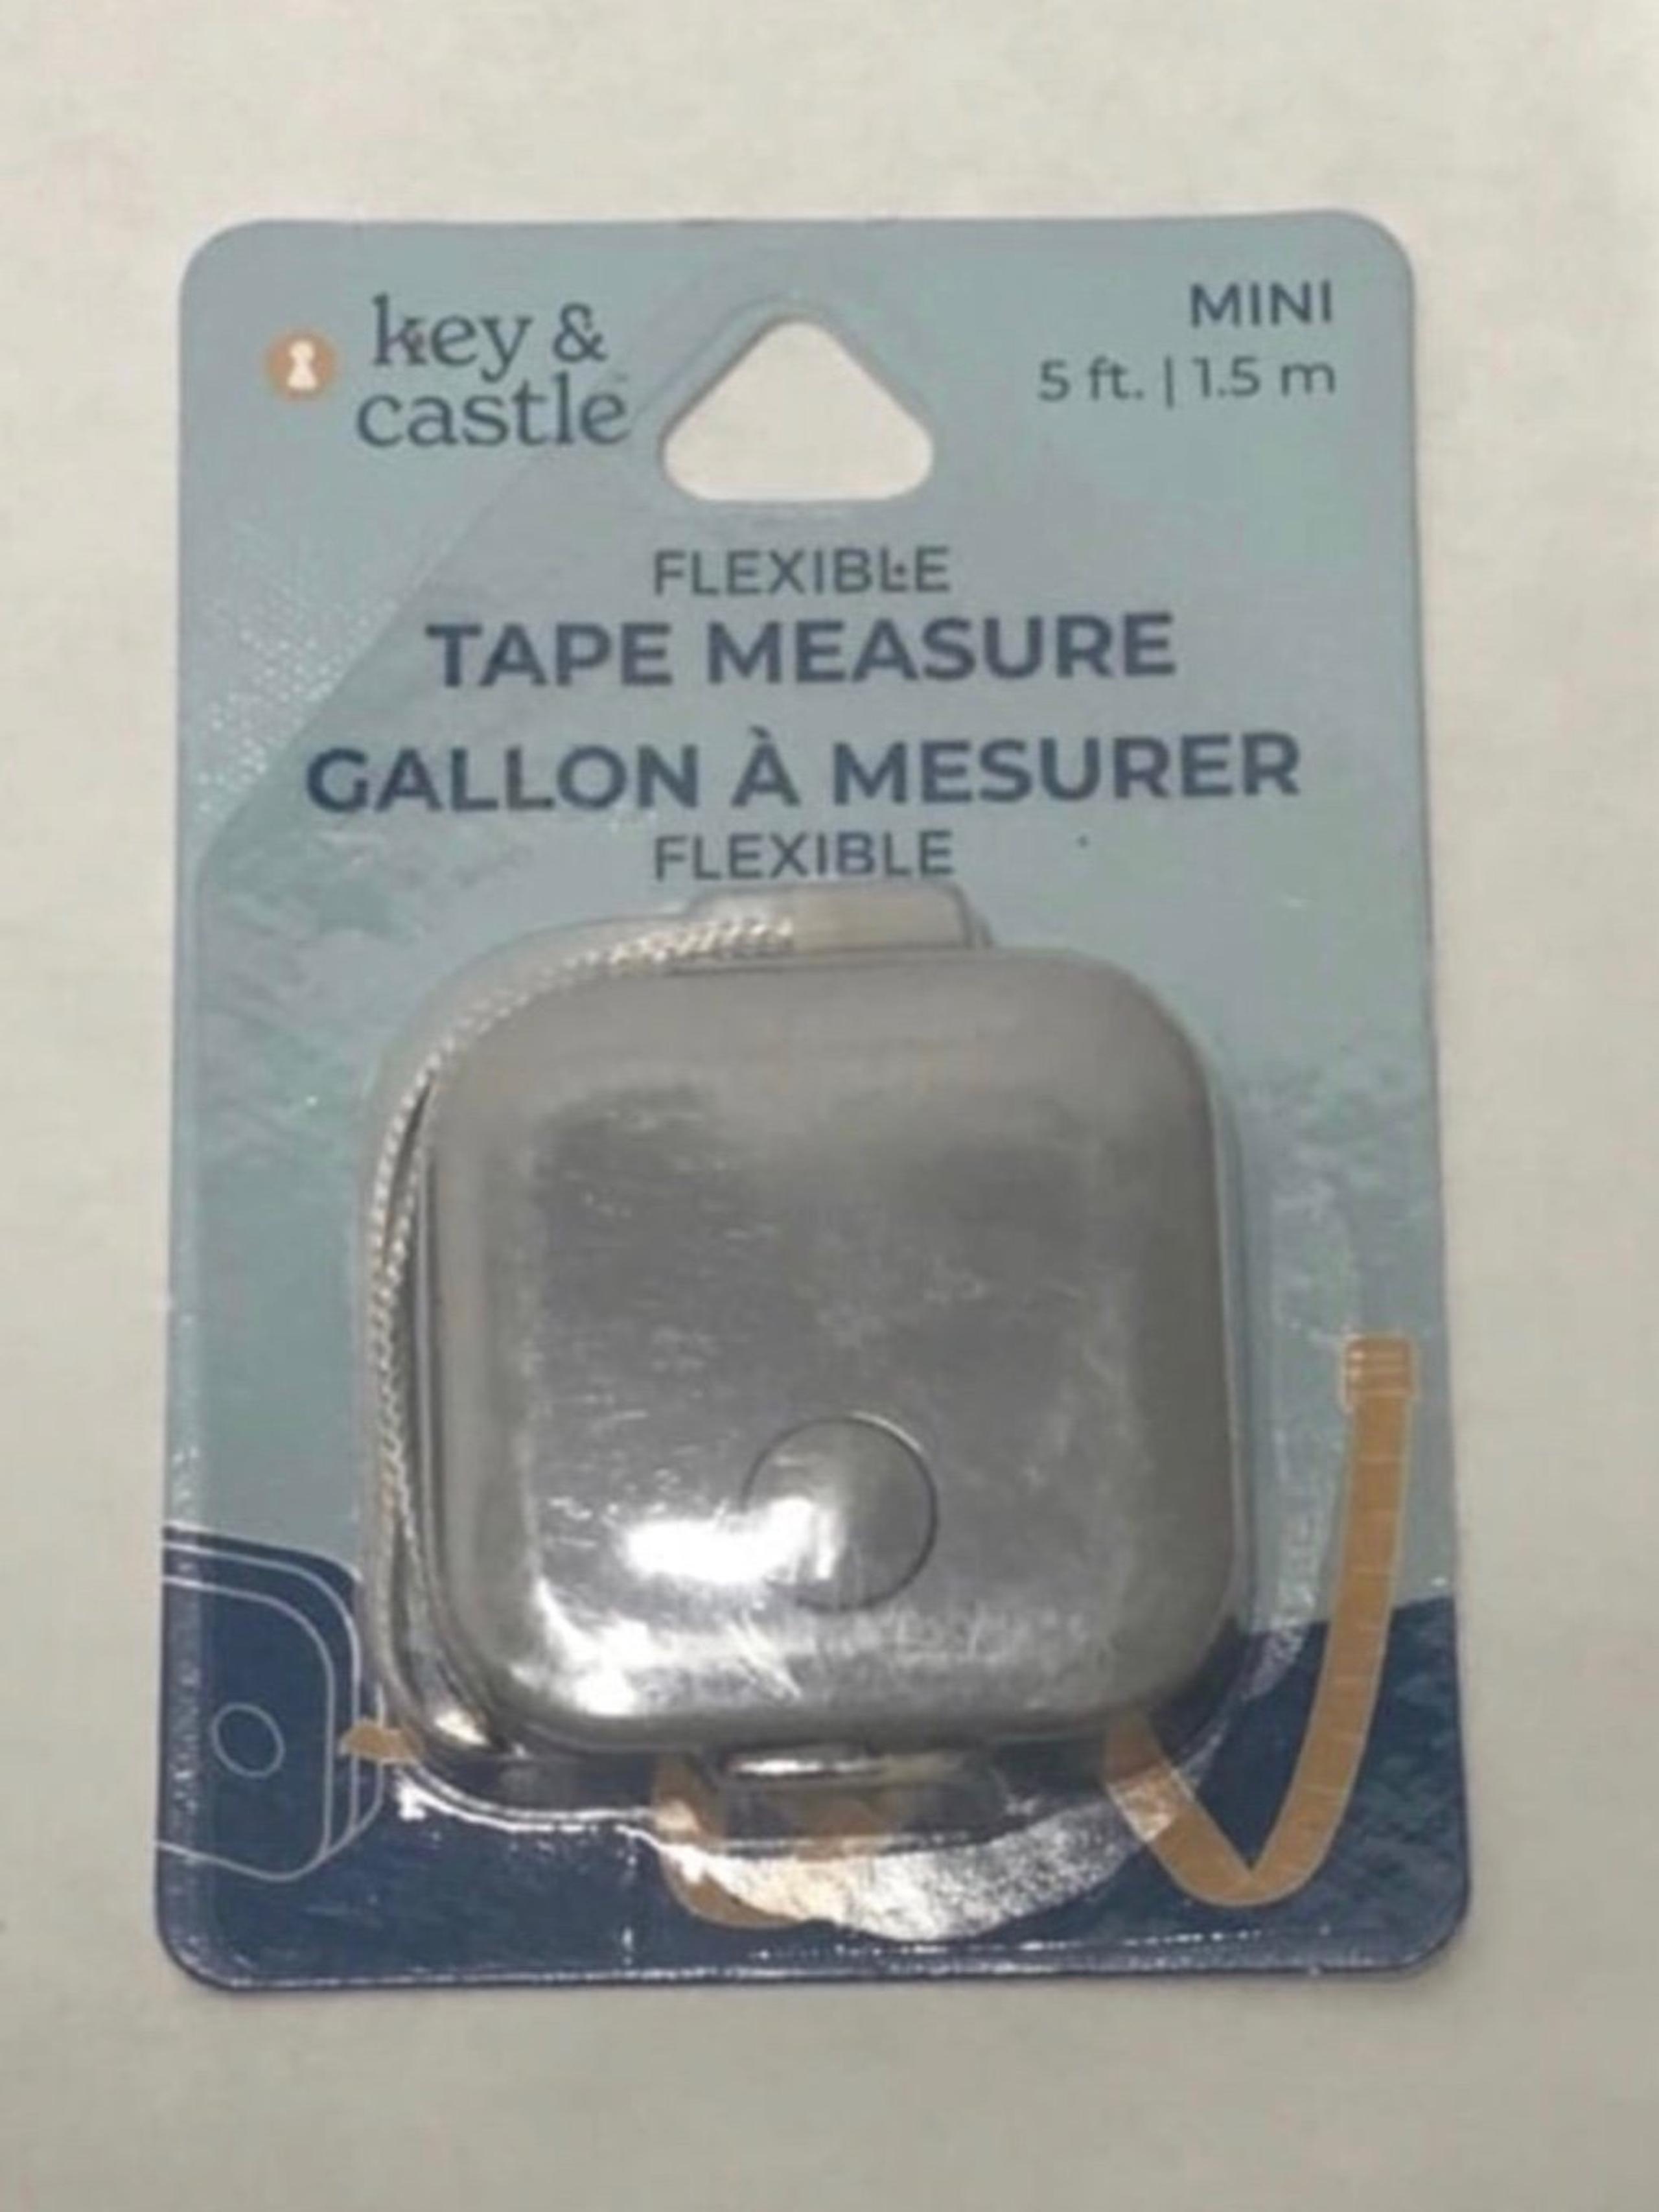 key &
castle
MINI
5 ft. | 1.5 m
FLEXIBLE
TAPE MEASURE
GALLON À MESURER
FLEXIBLE